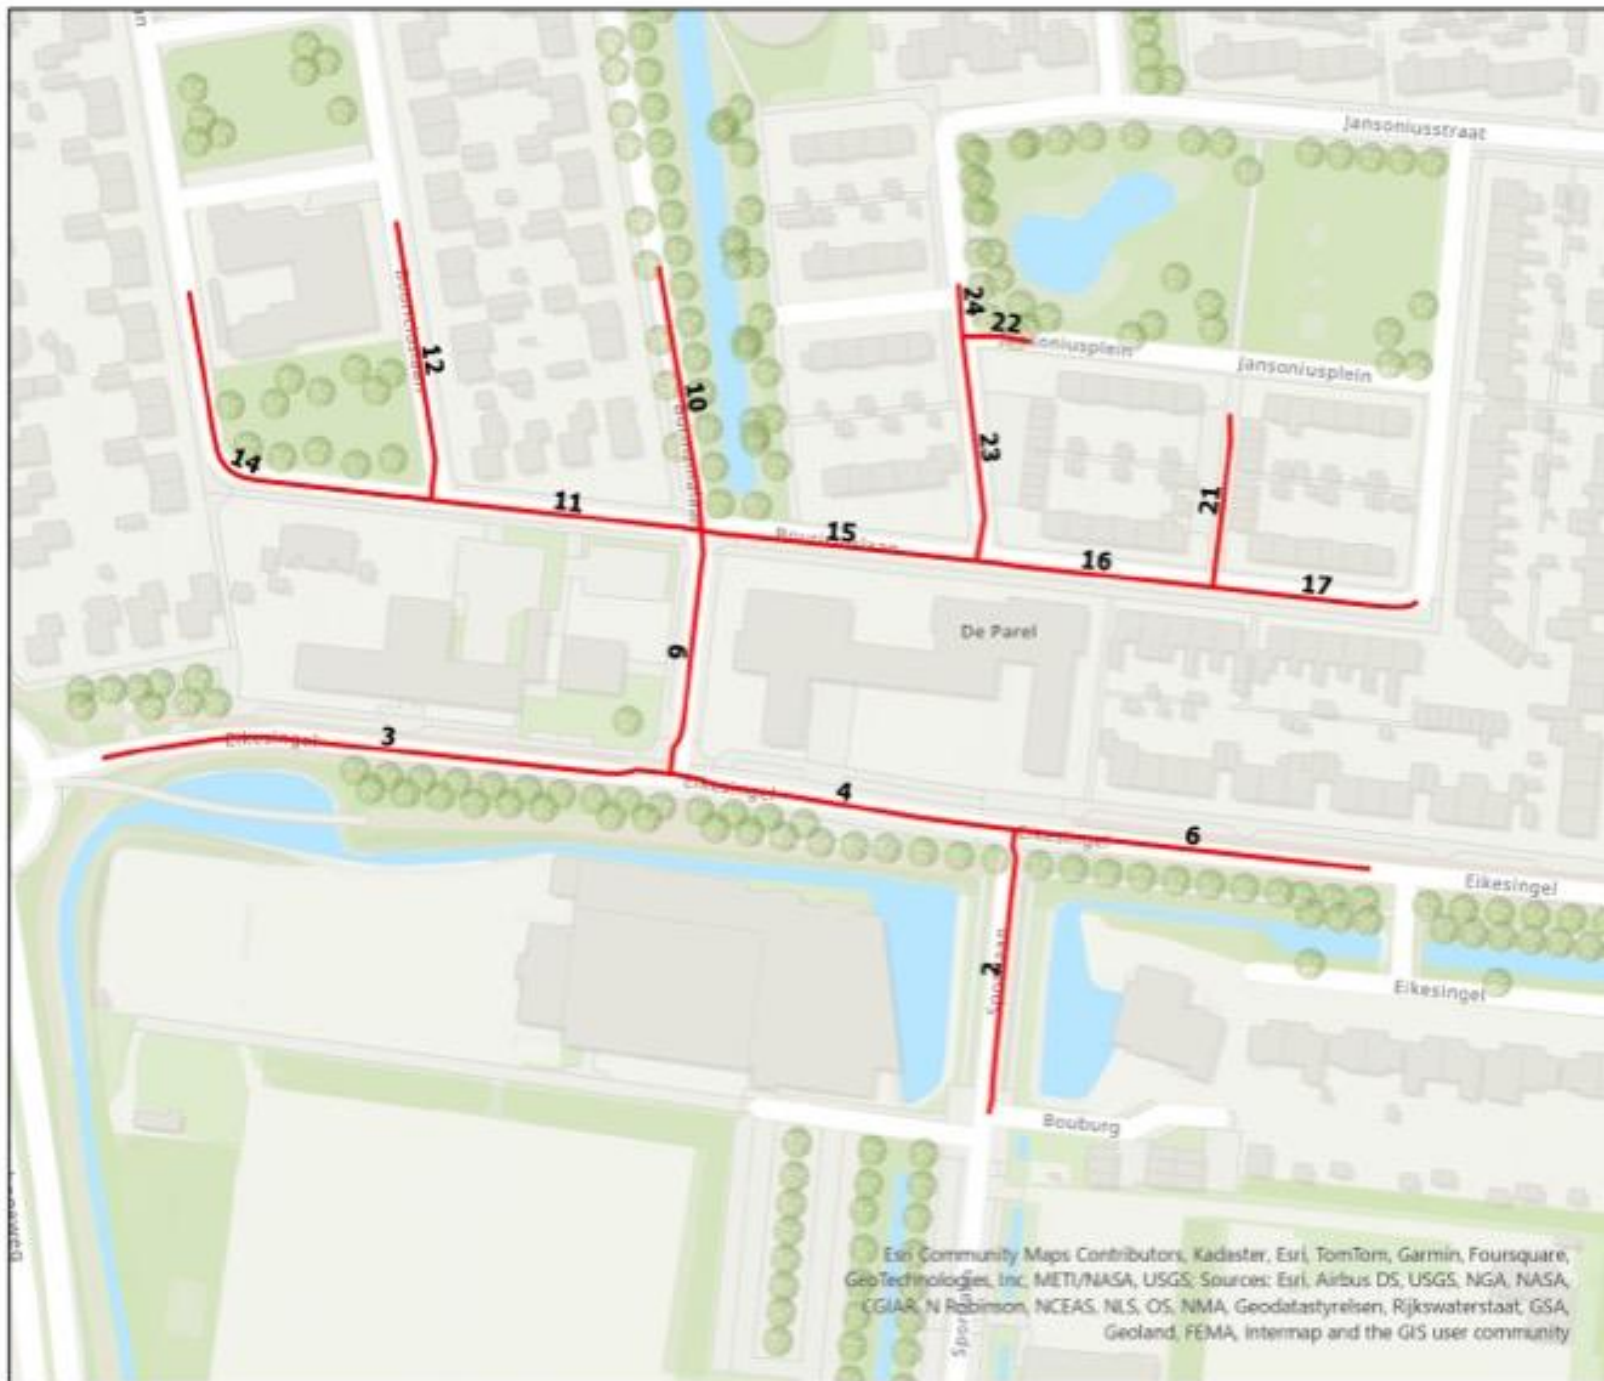 Jansoniusstraat
24
22
12
Jansoniusplein
10
23
14
21
11
15
16
17
De Parel
9
3
Eikesingel
4
Eikesingel
6
Eikesingel
Eikesingel
2
Eikesingel
Bouburg
Esri Community Maps Contributors, Kadaster, Esri, TomTom, Garmin, Foursquare,
GeoTechnologies, Inc, METI/NASA, USGS, Sources: Esri, Airbus DS, USGS, NGA, NASA,
CGIAR, N Robinson, NCEAS, NLS, OS, NMA, Geodatastyrelsen, Rijkswaterstaat, GSA,
Geoland, FEMA, Intermap and the GIS user community